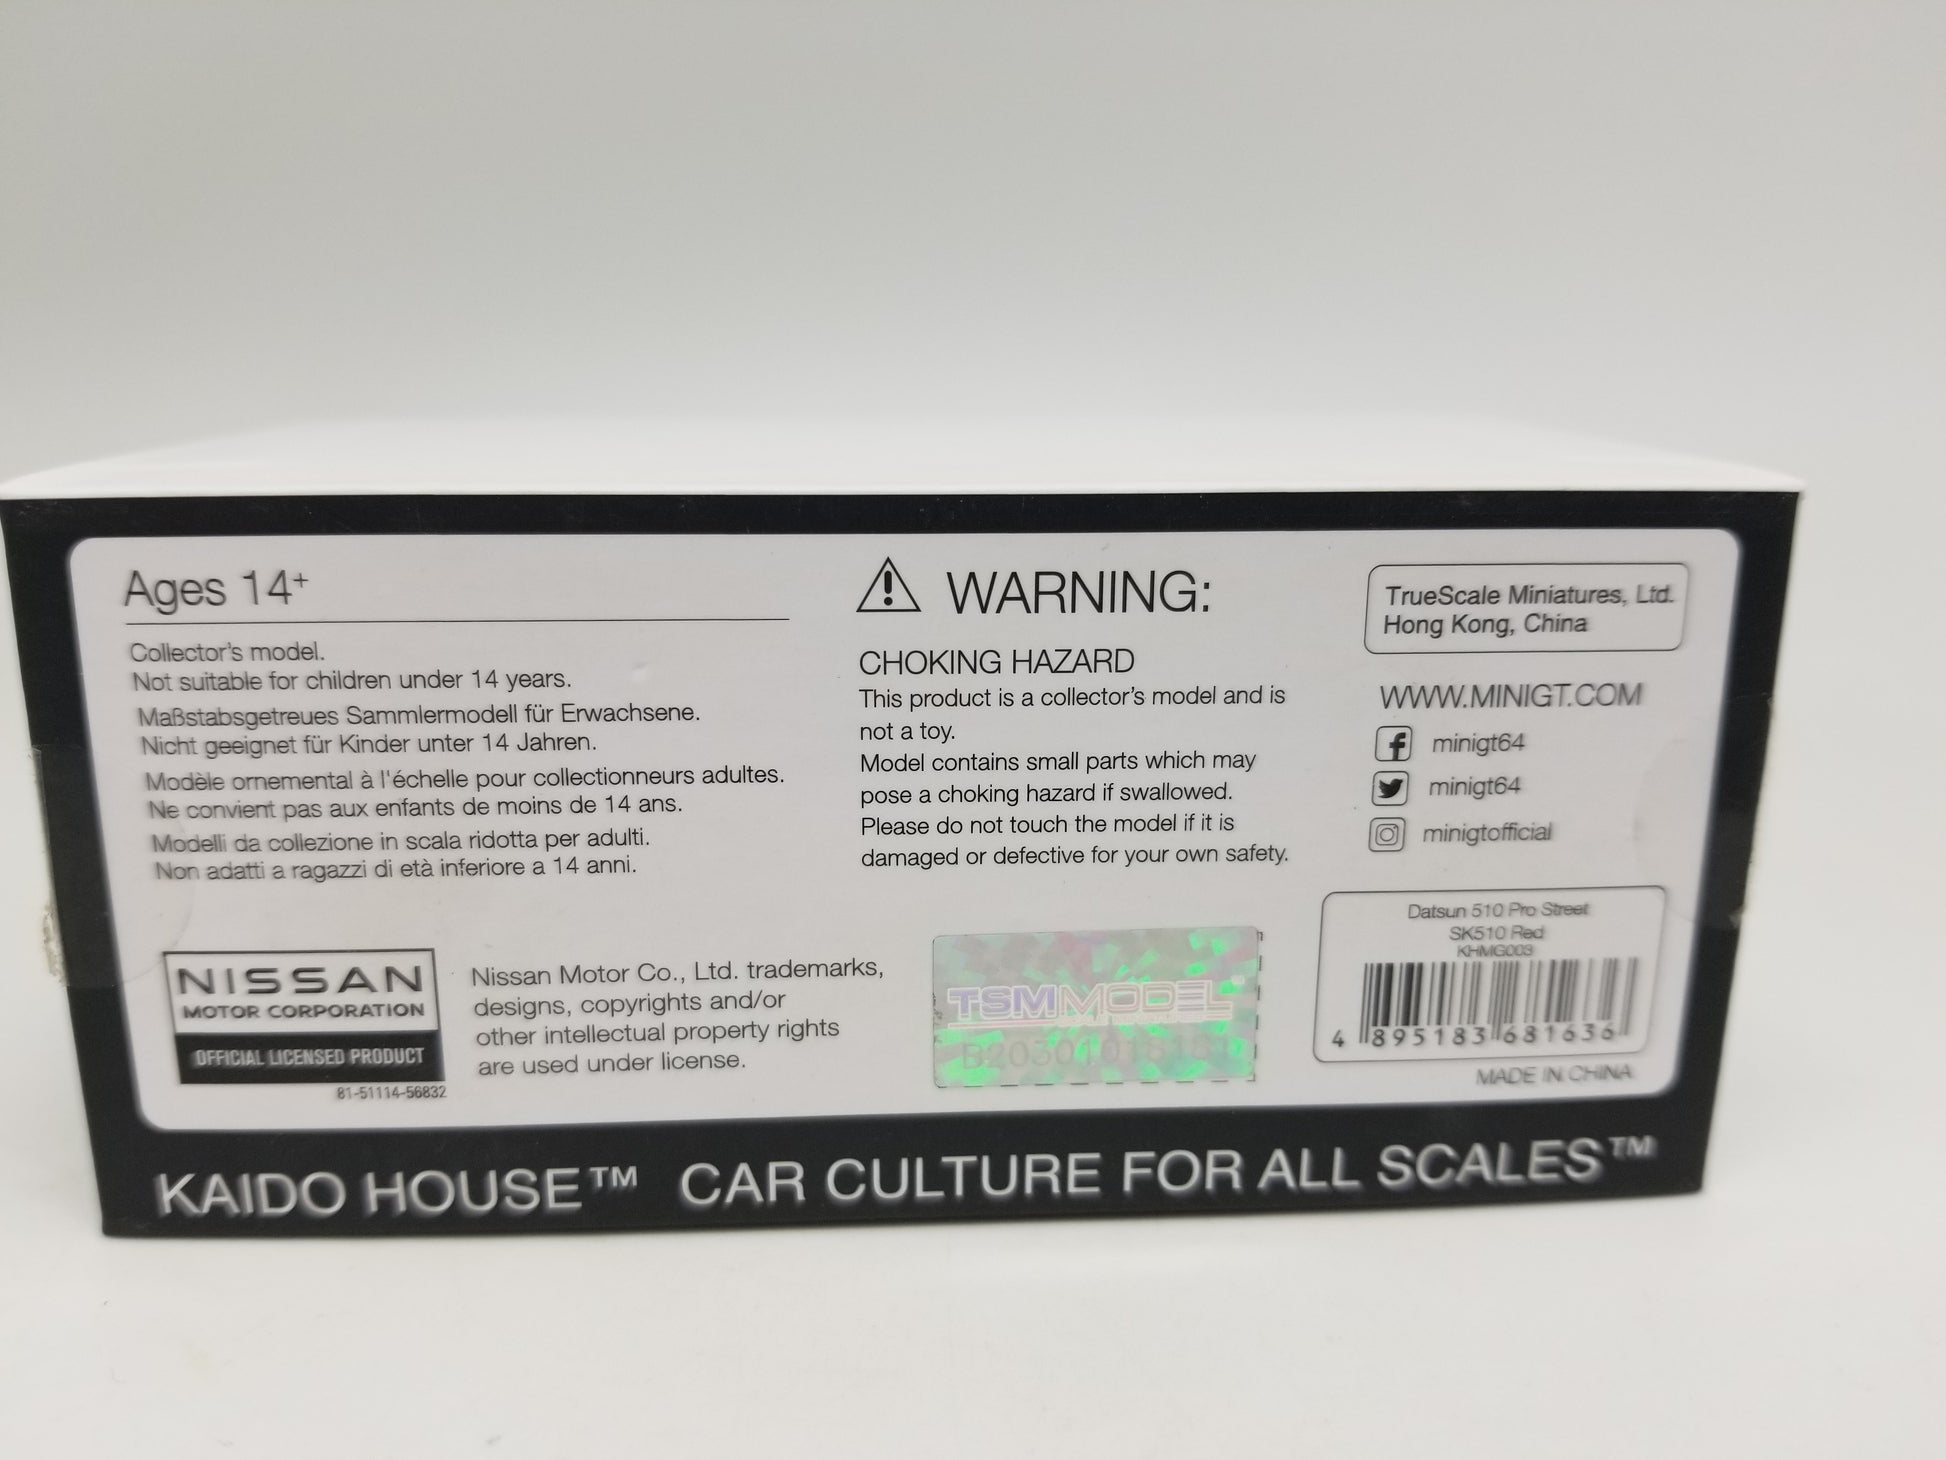 Ages 14+
Collector's model.
Not suitable for children under 14 years.
Maßstabsgetreues Sammlermodell für Erwachsene.
Nicht geeignet für Kinder unter 14 Jahren.
Modèle ornemental à l'échelle pour collectionneurs adultes.
Ne convient pas aux enfants de moins de 14 ans.
Modelli da collezione in scala ridotta per adulti.
Non adatti a ragazzi di età inferiore a 14 anni.
NISSAN
MOTOR CORPORATION
OFFICIAL LICENSED PRODUCT
81-51114-56832
Nissan Motor Co., Ltd. trademarks,
designs, copyrights and/or
other intellectual property rights
are used under license.
WARNING:
CHOKING HAZARD
This product is a collector's model and is
not a toy.
Model contains small parts which may
pose a choking hazard if swallowed.
Please do not touch the model if it is
damaged or defective for your own safety.
TSMMODEL
TrueScale Miniatures, Ltd.
Hong Kong, China
WWW.MINIGT.COM
minigt64
minigt64
minigtofficial
Datsun 510 Pro Street
SK510 Red
KHMG003
4 895183 681636
MADE IN CHINA
KAIDO HOUSE™ CAR CULTURE FOR ALL SCALES™